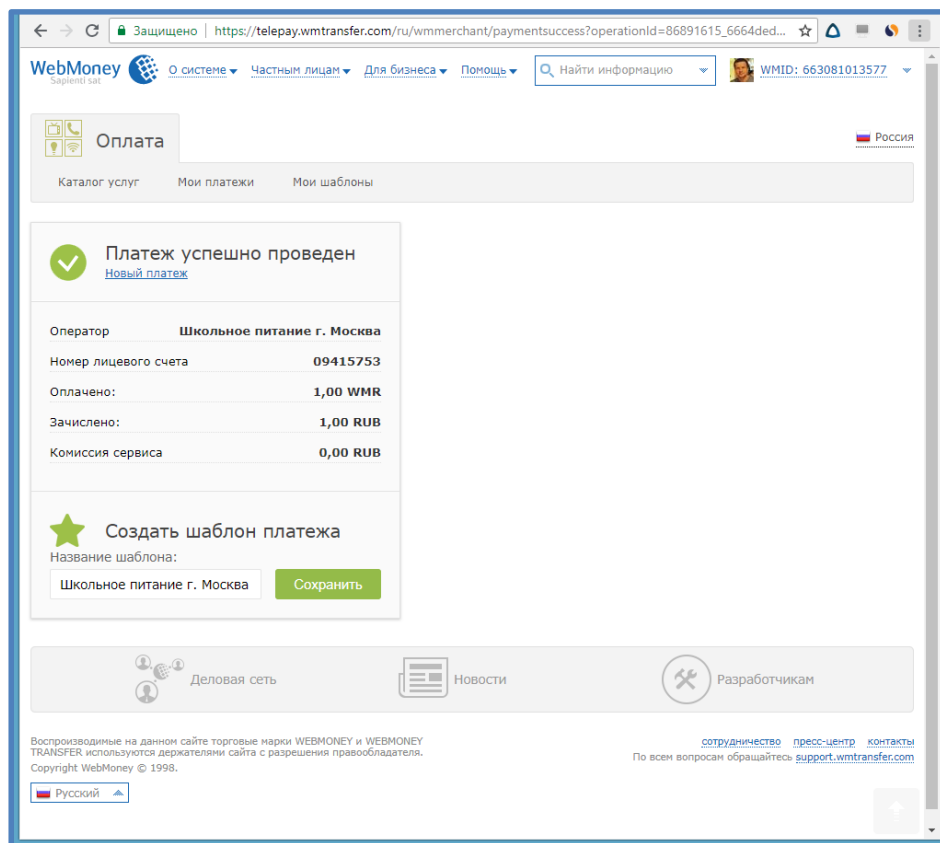 Защищено https://telepay.wmtransfer.com/ru/wmmerchant/paymentsuccess?operationId=86891615_6664ded...
WebMoney О системе Частным лицам Для бизнеса Помощь Найти информацию WMID: 663081013577
Sapienti sat
Оплата Россия
Каталог услуг Мои платежи Мои шаблоны
Платеж успешно проведен
Новый платеж
Оператор Школьное питание г. Москва
Номер лицевого счета 09415753
Оплачено: 1,00 WMR
Зачислено: 1,00 RUB
Комиссия сервиса 0,00 RUB
Создать шаблон платежа
Название шаблона:
Школьное питание г. Москва Сохранить
Деловая сеть Новости Разработчикам
Воспроизводимые на данном сайте торговые марки WEBMONEY и WEBMONEY сотрудничество пресс-центр контакты
TRANSFER используются держателями сайта с разрешения правообладателя. По всем вопросам обращайтесь support.wmtransfer.com
Copyright WebMoney © 1998.
Русский